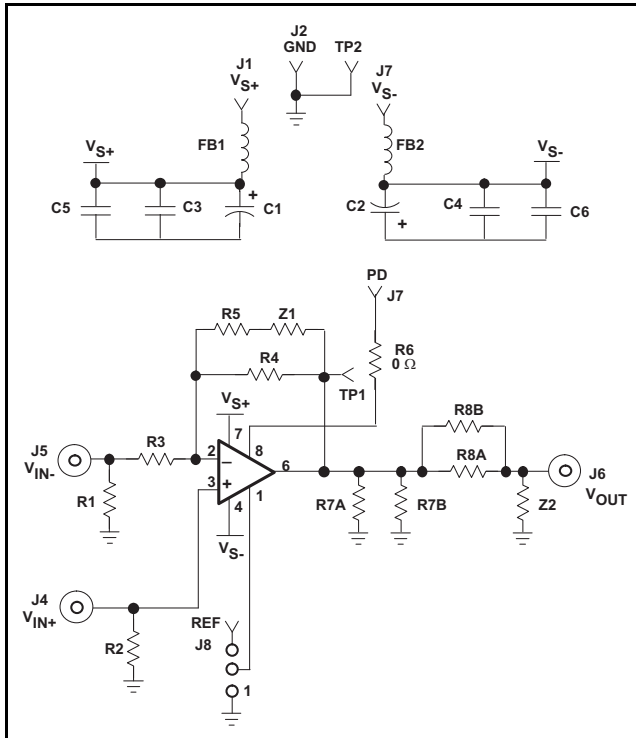 J2
GND
TP2
J1
VS+
J7
VS-
VS+
FB1
FB2
VS-
C5
C3
C1
+
C2
+
C4
C6
PD
J7
R5
Z1
R6
0 Ω
R4
TP1
VS+
7
8
R8B
J5
VIN-
R3
2
−
6
R8A
J6
VOUT
3
+
1
R1
4
R7A
R7B
Z2
VS-
J4
VIN+
REF
J8
R2
1